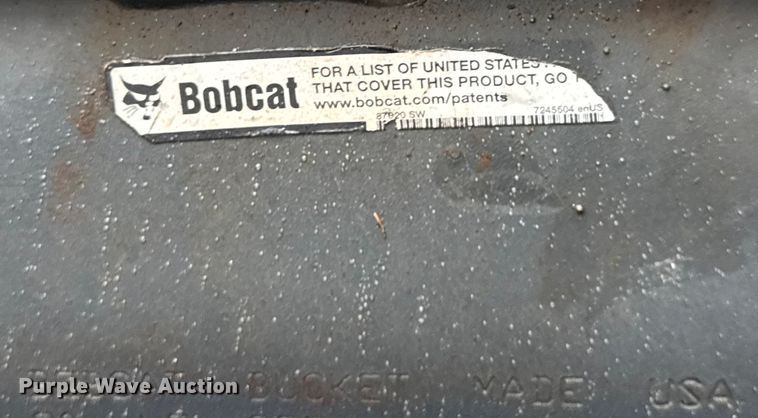 Bobcat
FOR A LIST OF UNITED STATES
THAT COVER THIS PRODUCT, GO
www.bobcat.com/patents
87920 SW
7245504 enUS
BUCKET MADE USA
Purple Wave Auction